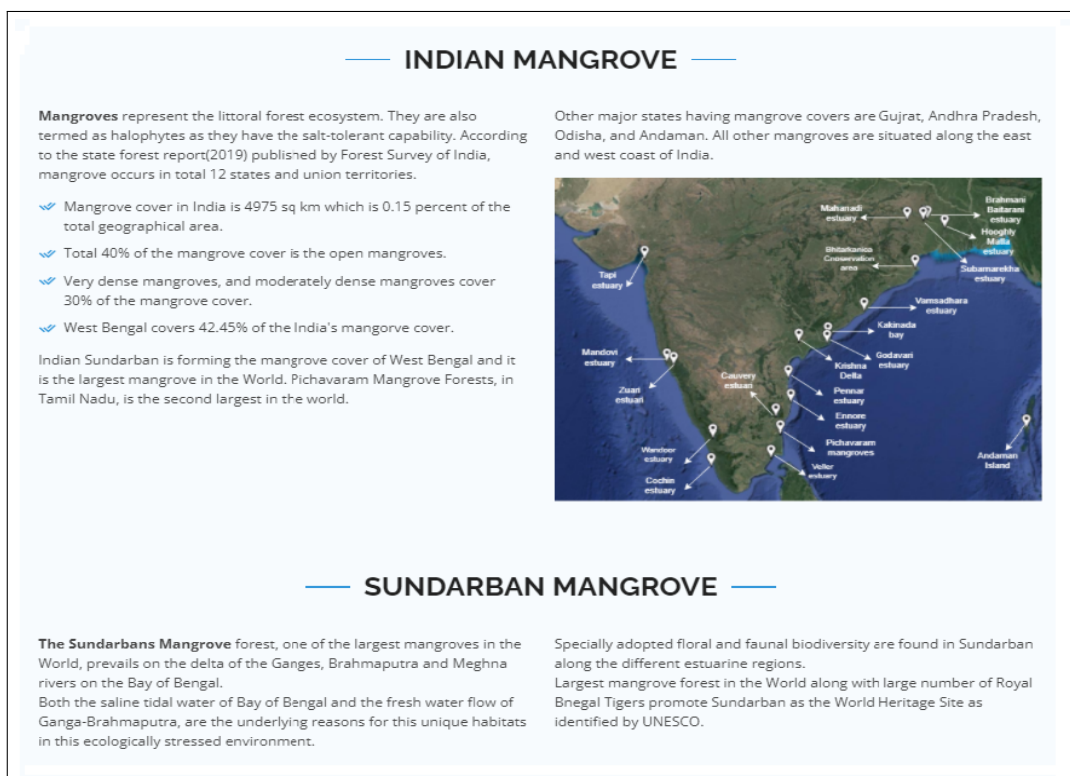 INDIAN MANGROVE
Mangroves represent the littoral forest ecosystem. They are also
termed as halophytes as they have the salt-tolerant capability. According
to the state forest report(2019) published by Forest Survey of India,
mangrove occurs in total 12 states and union territories.
Mangrove cover in India is 4975 sq km which is 0.15 percent of the
total geographical area.
Total 40% of the mangrove cover is the open mangroves.
Very dense mangroves, and moderately dense mangroves cover
30% of the mangrove cover.
West Bengal covers 42.45% of the India's mangorve cover.
Indian Sundarban is forming the mangrove cover of West Bengal and it
is the largest mangrove in the World. Pichavaram Mangrove Forests, in
Tamil Nadu, is the second largest in the world.
Other major states having mangrove covers are Gujrat, Andhra Pradesh,
Odisha, and Andaman. All other mangroves are situated along the east
and west coast of India.
Mahanadi
estuary
Brahmani
Baitarani
estuary
Hooghly
Matla
estuary
Bhitarkanica
Cnoservation
area
Subarnarekha
estuary
Tapi
estuary
Vamsadhara
estuary
Kakinada
bay
Mandovi
estuary
Godavari
estuary
Krishna
Delta
Cauvery
estuari
Zuari
estuari
Pennar
estuary
Ennore
estuary
Wandoor
estuary
Pichavaram
mangroves
Andaman
Island
Cochin
estuary
Veller
estuary
SUNDARBAN MANGROVE
The Sundarbans Mangrove forest, one of the largest mangroves in the
World, prevails on the delta of the Ganges, Brahmaputra and Meghna
rivers on the Bay of Bengal.
Both the saline tidal water of Bay of Bengal and the fresh water flow of
Ganga-Brahmaputra, are the underlying reasons for this unique habitats
in this ecologically stressed environment.
Specially adopted floral and faunal biodiversity are found in Sundarban
along the different estuarine regions.
Largest mangrove forest in the World along with large number of Royal
Bnegal Tigers promote Sundarban as the World Heritage Site as
identified by UNESCO.